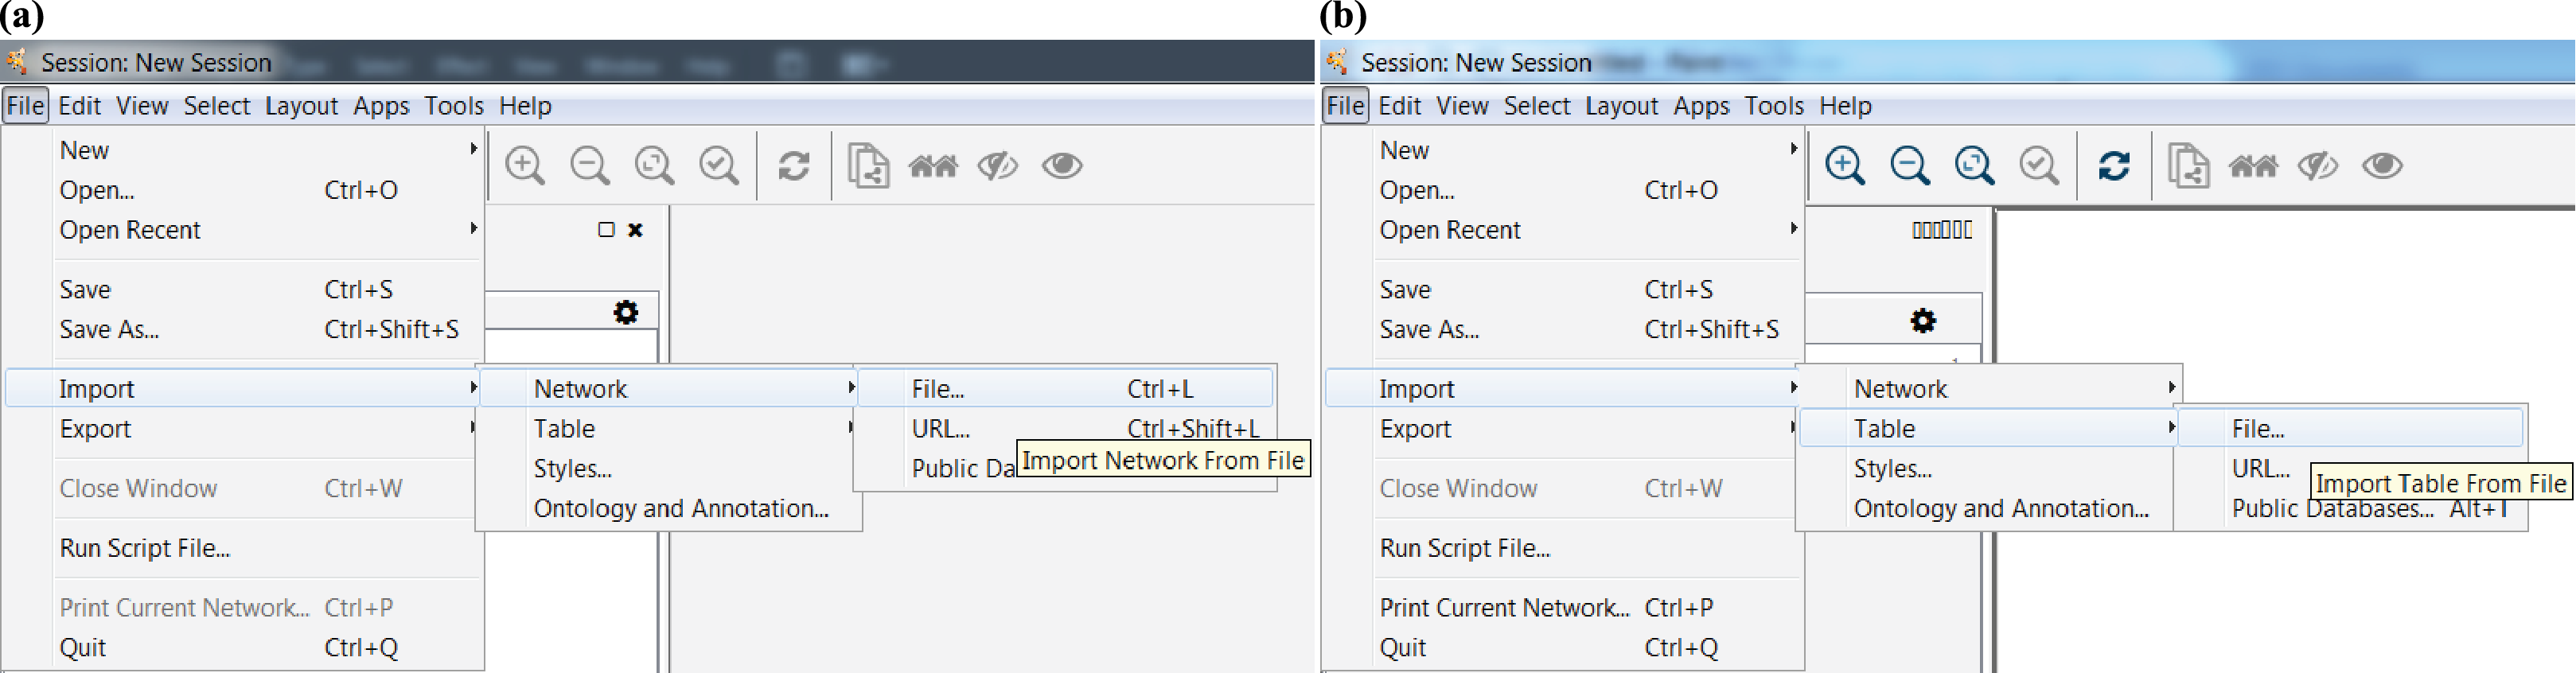 (a)
Session: New Session
File Edit View Select Layout Apps Tools Help
New
Open... Ctrl+O
Open Recent
Save Ctrl+S
Save As... Ctrl+Shift+S
Import Network File... Ctrl+L
Export Table URL... Ctrl+Shift+L
Import Network From File
Styles... Public Da
Close Window Ctrl+W
Ontology and Annotation...
Run Script File...
Print Current Network... Ctrl+P
Quit Ctrl+Q
(b)
Session: New Session
File Edit View Select Layout Apps Tools Help
New
Open... Ctrl+O
Open Recent
Save Ctrl+S
Save As... Ctrl+Shift+S
Import Network
Export Table File...
Styles... URL...
Import Table From File
Close Window Ctrl+W
Ontology and Annotation... Public Databases... Alt+T
Run Script File...
Print Current Network... Ctrl+P
Quit Ctrl+Q